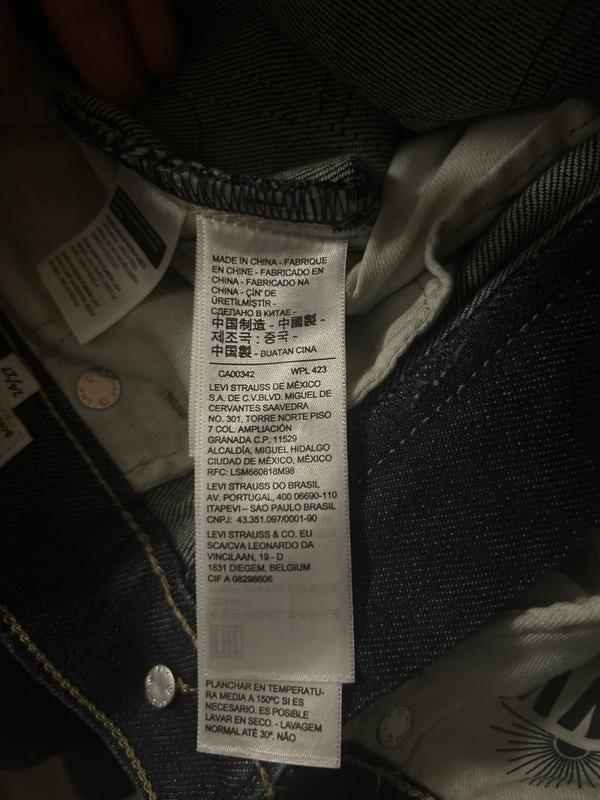 MADE IN CHINA - FABRIQUE
EN CHINE - FABRICADO EN
CHINA - FABRICADO NA
CHINA - ÇİN' DE
ÜRETİLMİŞTİR -
СДЕЛАНО В КИТАЕ -
中国制造 - 中國製 -
제조국 : 중국 -
中国製 - BUATAN CINA
CA00342 WPL 423
LEVI STRAUSS DE MÉXICO
S.A. DE C.V.BLVD. MIGUEL DE
CERVANTES SAAVEDRA
NO. 301, TORRE NORTE PISO
7 COL. AMPLIACIÓN
GRANADA C.P. 11529
ALCALDÍA. MIGUEL HIDALGO
CIUDAD DE MÉXICO, MÉXICO
RFC: LSM660818M98
LEVI STRAUSS DO BRASIL
AV. PORTUGAL, 400 06690-110
ITAPEVI – SAO PAULO BRASIL
CNPJ: 43.351.097/0001-90
LEVI STRAUSS & CO. EU
SCA/CVA LEONARDO DA
VINCILAAN, 19 - D
1831 DIEGEM, BELGIUM
CIF A 08298606
PLANCHAR EN TEMPERATU-
RA MEDIA A 150ºC SI ES
NECESARIO. ES POSIBLE
LAVAR EN SECO. - LAVAGEM
NORMAL ATÉ 30º. NÃO
24/27